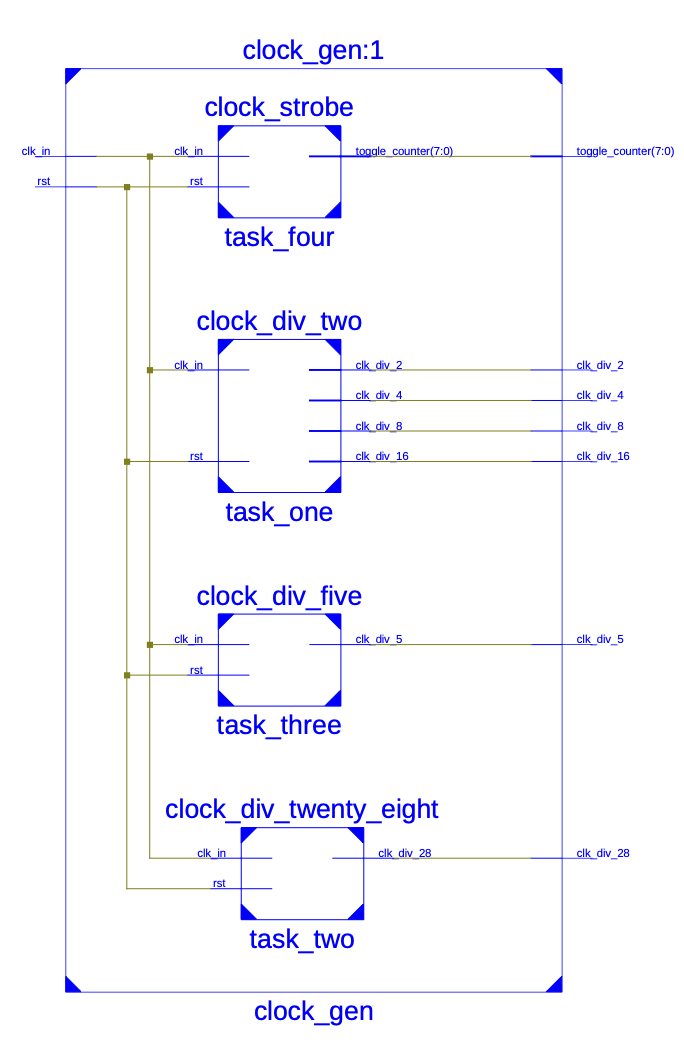 clock_gen:1
clock_strobe
clk_in
clk_in
toggle_counter(7:0)
toggle_counter(7:0)
rst
rst
task_four
clock_div_two
clk_in
clk_div_2
clk_div_2
clk_div_4
clk_div_4
clk_div_8
clk_div_8
rst
clk_div_16
clk_div_16
task_one
clock_div_five
clk_in
clk_div_5
clk_div_5
rst
task_three
clock_div_twenty_eight
clk_in
clk_div_28
clk_div_28
rst
task_two
clock_gen